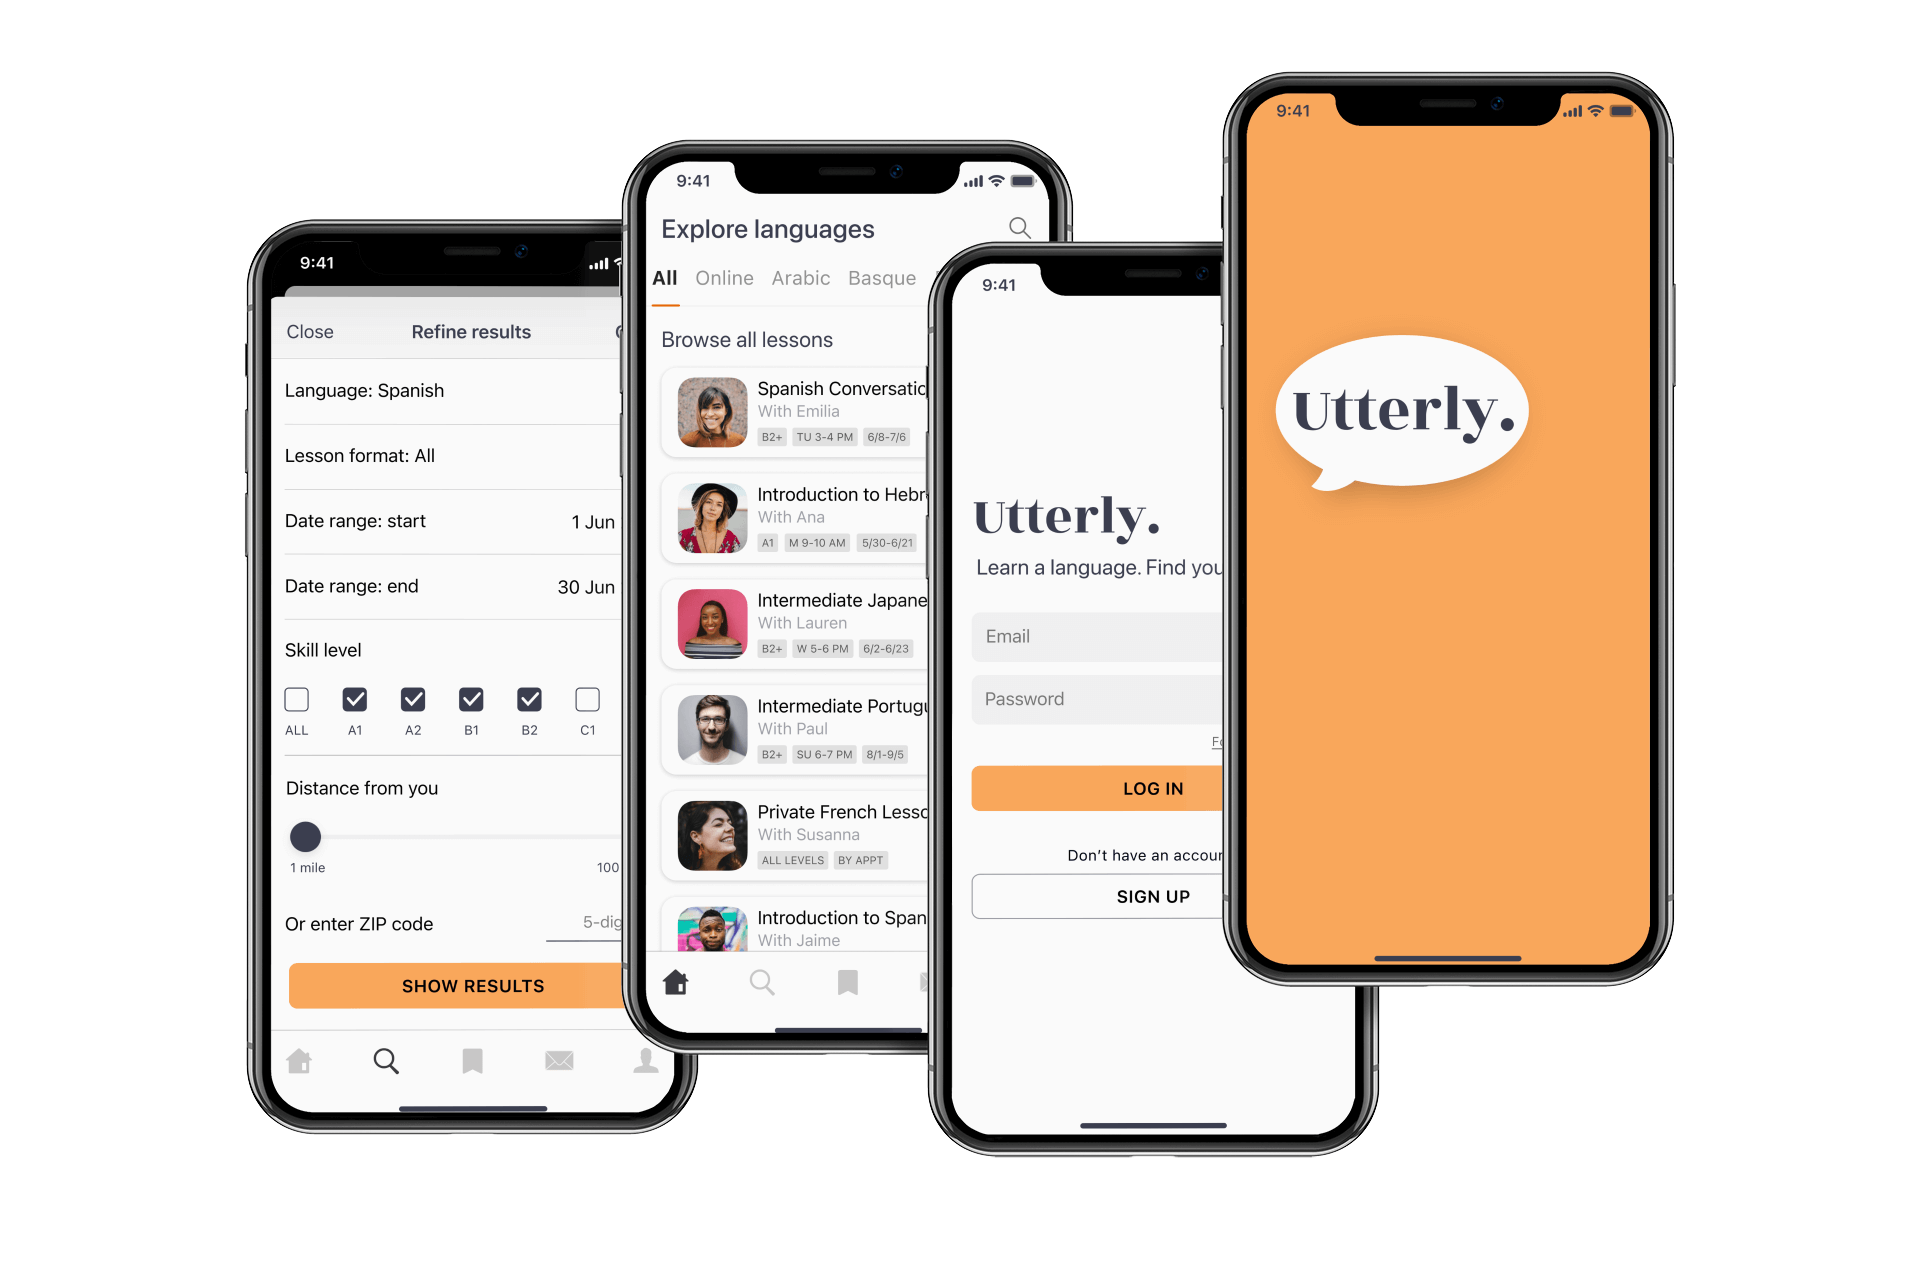 9:41
Close
Refine results
Language: Spanish
Lesson format: All
Date range: start 1 Jun
Date range: end 30 Jun
Skill level
ALL A1 A2 B1 B2 C1
Distance from you
1 mile 100
Or enter ZIP code 5-dig
SHOW RESULTS
9:41
Explore languages
All Online Arabic Basque
Browse all lessons
Spanish Conversatio
With Emilia
B2+ TU 3-4 PM 6/8-7/6
Introduction to Hebr
With Ana
A1 M 9-10 AM 5/30-6/21
Intermediate Japane
With Lauren
B2+ W 5-6 PM 6/2-6/23
Intermediate Portugu
With Paul
B2+ SU 6-7 PM 8/1-9/5
Private French Lesso
With Susanna
ALL LEVELS BY APPT
Introduction to Span
With Jaime
9:41
Utterly.
Learn a language. Find you
Email
Password
Fo
LOG IN
Don't have an accoun
SIGN UP
9:41
Utterly.